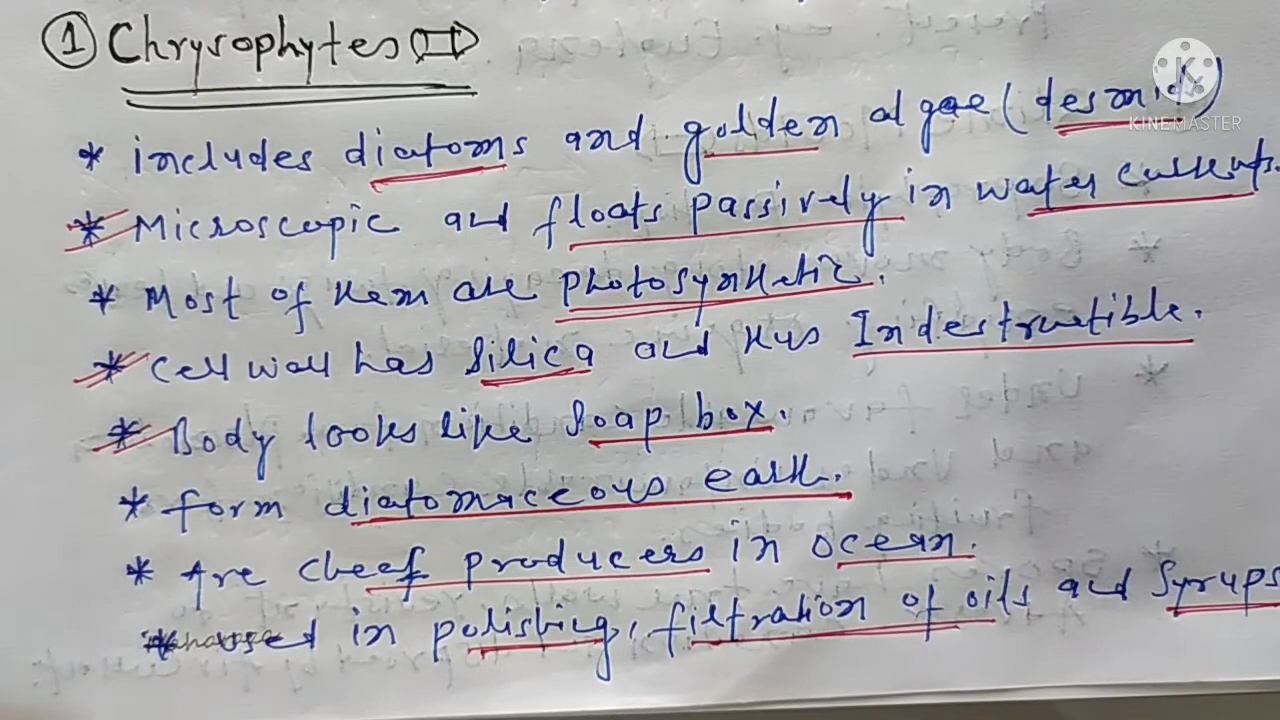 ① Chrysophytes ⇨
* includes diatoms and golden algae (desmids)
* Microscopic and floats passively in water currents.
* Most of them are photosynthetic.
* Cell wall has silica and thus Indestructible.
* Body looks like Soap box.
* form diatomaceous earth.
* Are cheef producers in ocean.
* used in polishing, filtration of oils and Syrups
KINEMASTER